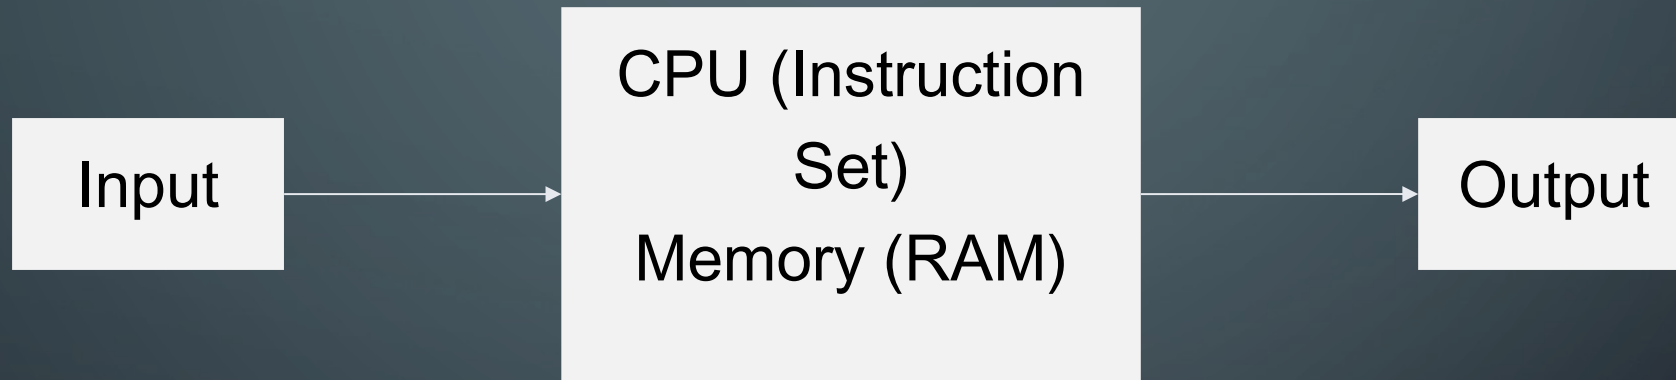 Input
CPU (Instruction
Set)
Memory (RAM)
Output